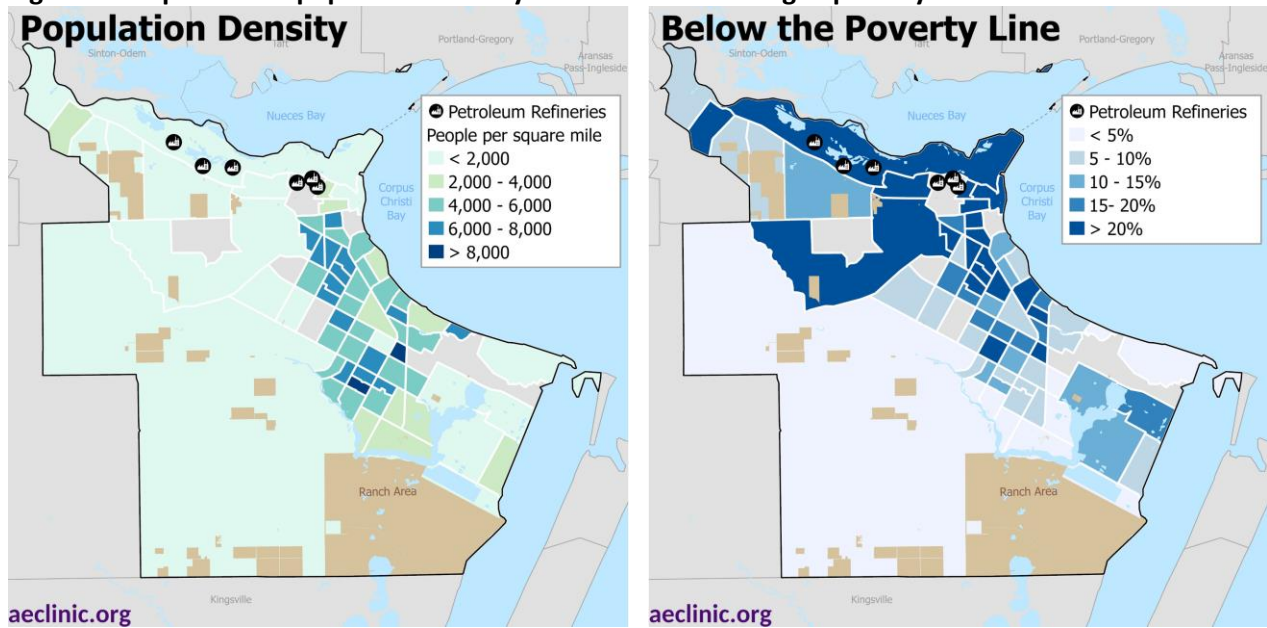 Population Density
Sinton-Odem
Taft
Portland-Gregory
Aransas
Pass-Ingleside
Nueces Bay
Petroleum Refineries
People per square mile
< 2,000
2,000 - 4,000
4,000 - 6,000
6,000 - 8,000
> 8,000
Corpus
Christi
Bay
Ranch Area
Kingsville
aeclinic.org
Below the Poverty Line
Sinton-Odem
Taft
Portland-Gregory
Aransas
Pass-Ingleside
Nueces Bay
Petroleum Refineries
< 5%
5 - 10%
10 - 15%
15- 20%
> 20%
Corpus
Christi
Bay
Ranch Area
Kingsville
aeclinic.org